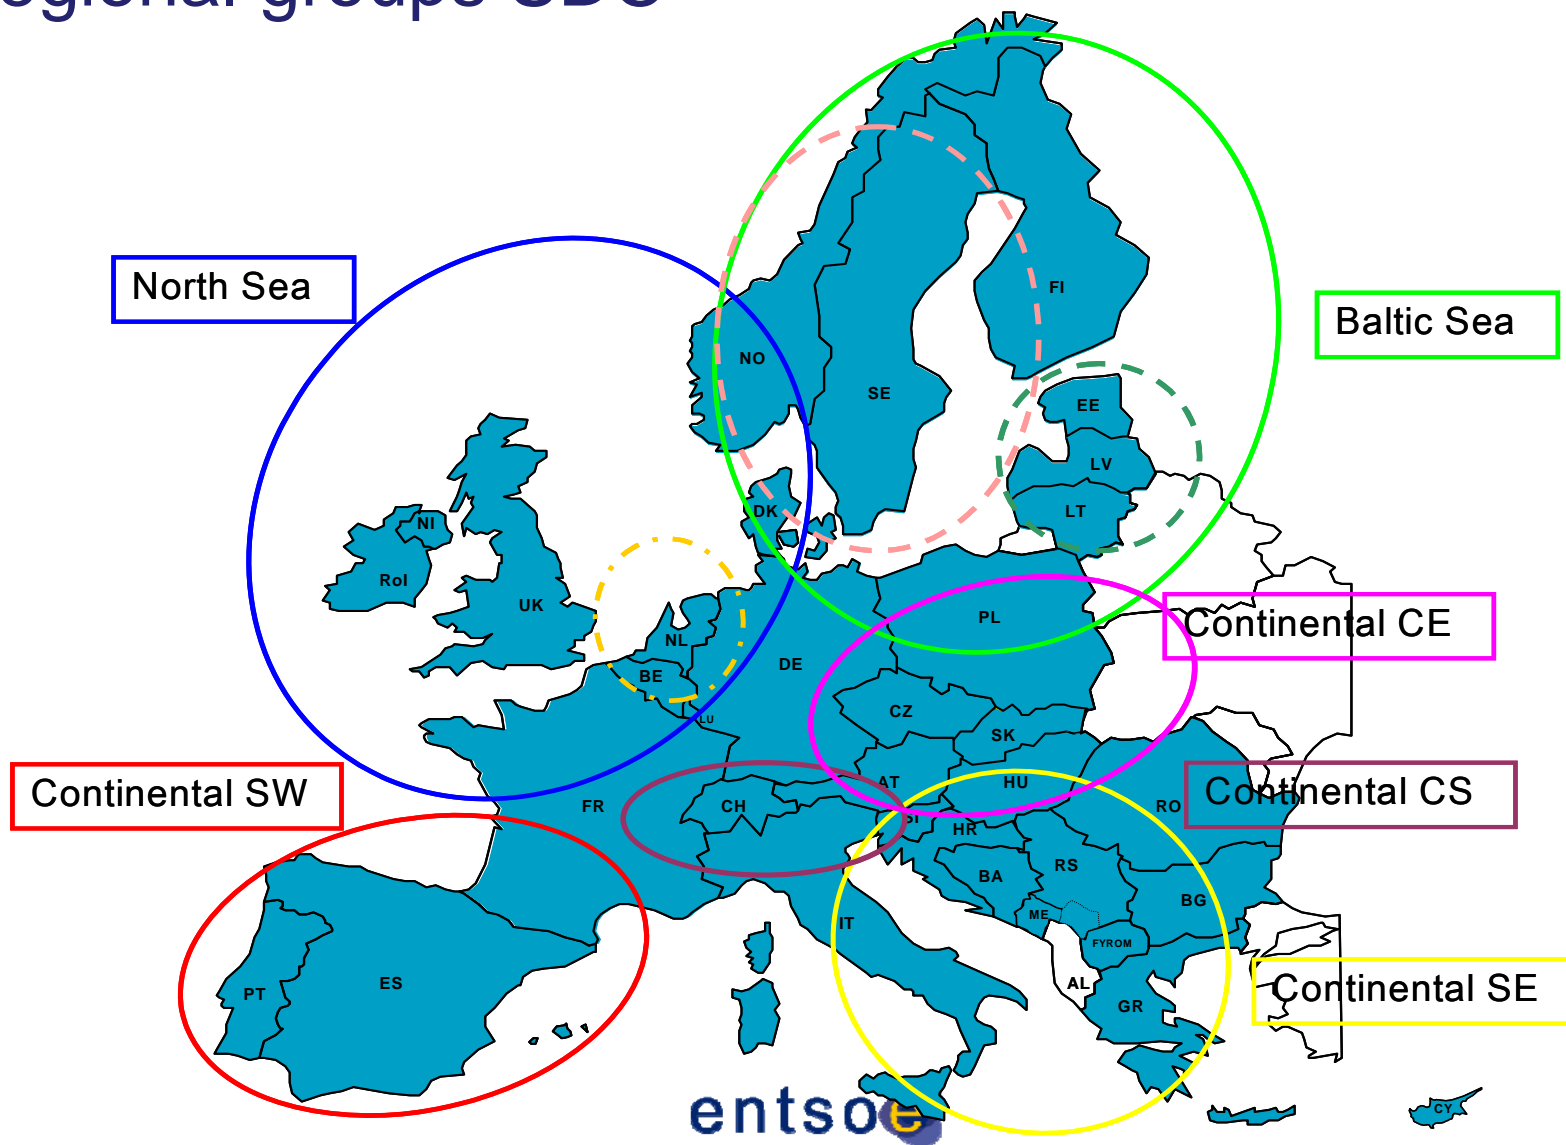 groups
North Sea
Baltic Sea
FI
NO
SE
EE
LV
LT
DK
NI
RoI
UK
NL
BE
LU
DE
PL
Continental CE
CZ
SK
AT
HU
Continental SW
FR
CH
SI
HR
RO
Continental CS
BA
RS
BG
ME
IT
FYROM
AL
GR
PT
ES
Continental SE
CY
entsoe